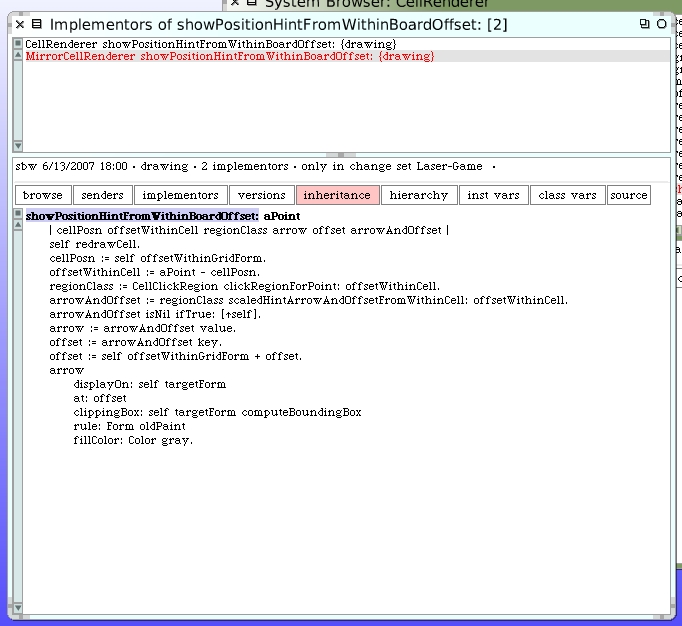 System Browser: CellRenderer
Implementors of showPositionHintFromWithinBoardOffset: [2]
CellRenderer showPositionHintFromWithinBoardOffset: {drawing}
MirrorCellRenderer showPositionHintFromWithinBoardOffset: {drawing}
sbw 6/13/2007 18:00 · drawing · 2 implementors · only in change set Laser-Game ·
browse senders implementors versions inheritance hierarchy inst vars class vars source
showPositionHintFromWithinBoardOffset: aPoint
| cellPosn offsetWithinCell regionClass arrow offset arrowAndOffset |
self redrawCell.
cellPosn := self offsetWithinGridForm.
offsetWithinCell := aPoint - cellPosn.
regionClass := CellClickRegion clickRegionForPoint: offsetWithinCell.
arrowAndOffset := regionClass scaledHintArrowAndOffsetFromWithinCell: offsetWithinCell.
arrowAndOffset isNil ifTrue: [↑self].
arrow := arrowAndOffset value.
offset := arrowAndOffset key.
offset := self offsetWithinGridForm + offset.
arrow
displayOn: self targetForm
at: offset
clippingBox: self targetForm computeBoundingBox
rule: Form oldPaint
fillColor: Color gray.